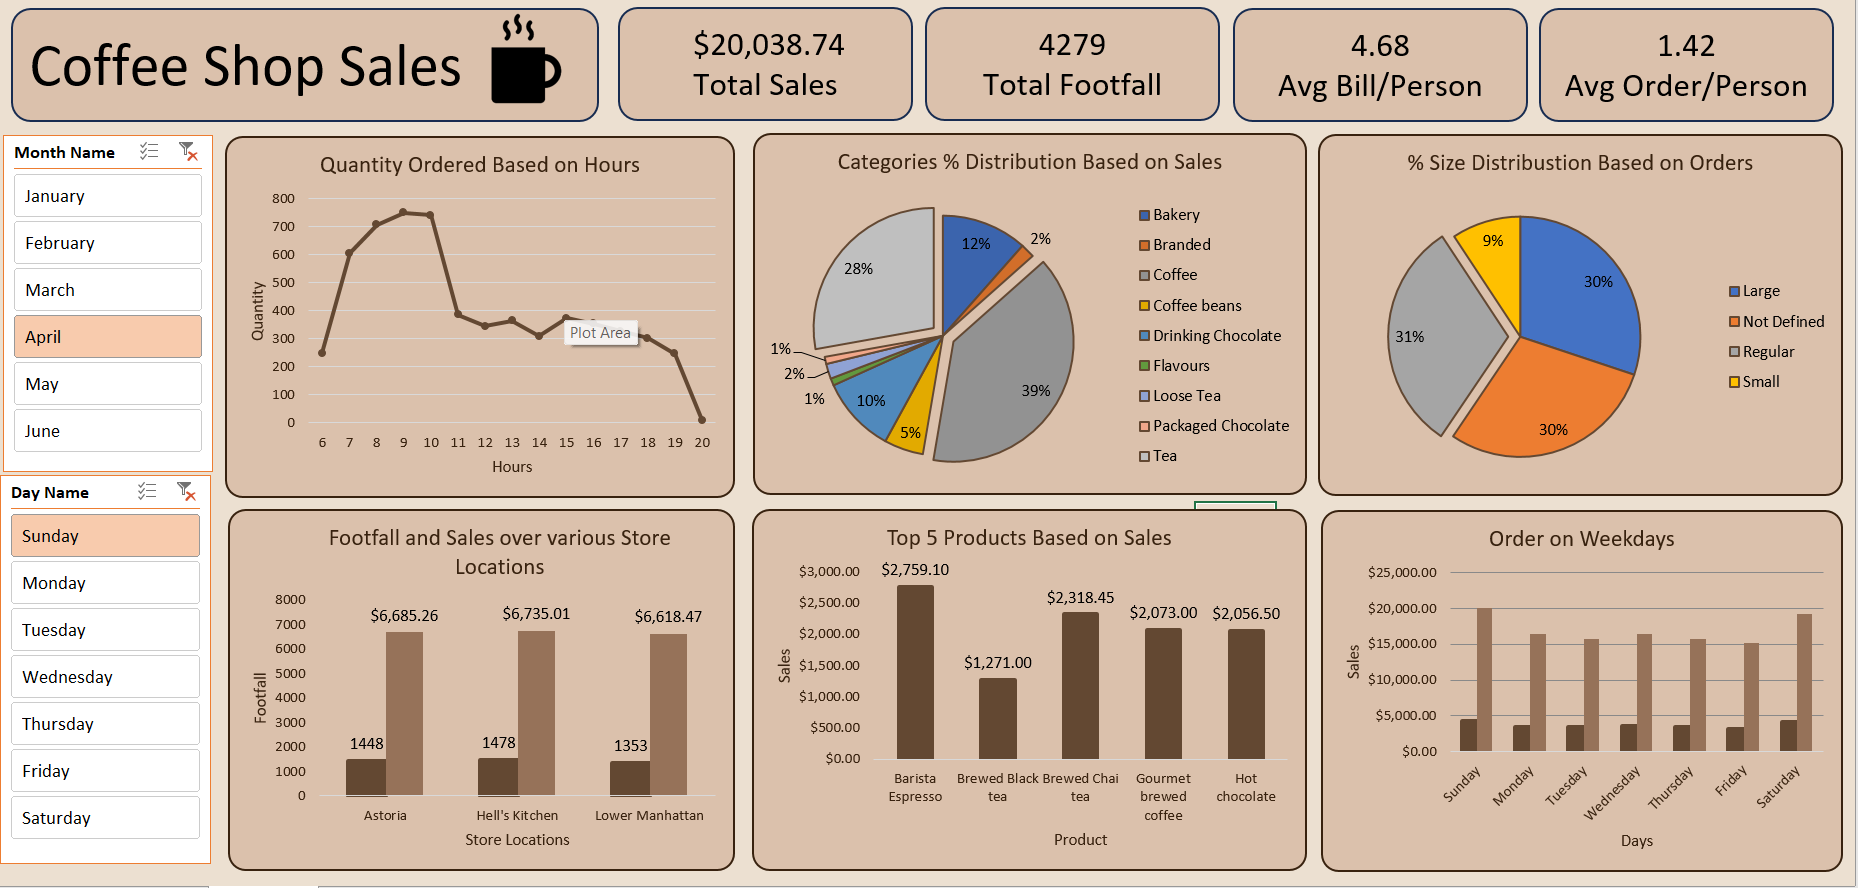 Coffee Shop Sales
$20,038.74
Total Sales
4279
Total Footfall
4.68
Avg Bill/Person
1.42
Avg Order/Person
Month Name
January
February
March
April
May
June
Day Name
Sunday
Monday
Tuesday
Wednesday
Thursday
Friday
Saturday
Quantity Ordered Based on Hours
800
700
600
500
400
300
200
100
0
Quantity
Plot Area
6 7 8 9 10 11 12 13 14 15 16 17 18 19 20
Hours
Categories % Distribution Based on Sales
12%
2%
39%
5%
10%
1%
2%
1%
28%
Bakery
Branded
Coffee
Coffee beans
Drinking Chocolate
Flavours
Loose Tea
Packaged Chocolate
Tea
% Size Distribustion Based on Orders
30%
30%
31%
9%
Large
Not Defined
Regular
Small
Footfall and Sales over various Store
Locations
8000
7000
6000
5000
4000
3000
2000
1000
0
Footfall
$6,685.26
$6,735.01
$6,618.47
1448
1478
1353
Astoria
Hell's Kitchen
Lower Manhattan
Store Locations
Top 5 Products Based on Sales
$3,000.00
$2,500.00
$2,000.00
$1,500.00
$1,000.00
$500.00
$0.00
Sales
$2,759.10
$1,271.00
$2,318.45
$2,073.00
$2,056.50
Barista
Espresso
Brewed Black
tea
Brewed Chai
tea
Gourmet
brewed
coffee
Hot
chocolate
Product
Order on Weekdays
$25,000.00
$20,000.00
$15,000.00
$10,000.00
$5,000.00
$0.00
Sales
Sunday
Monday
Tuesday
Wednesday
Thursday
Friday
Saturday
Days